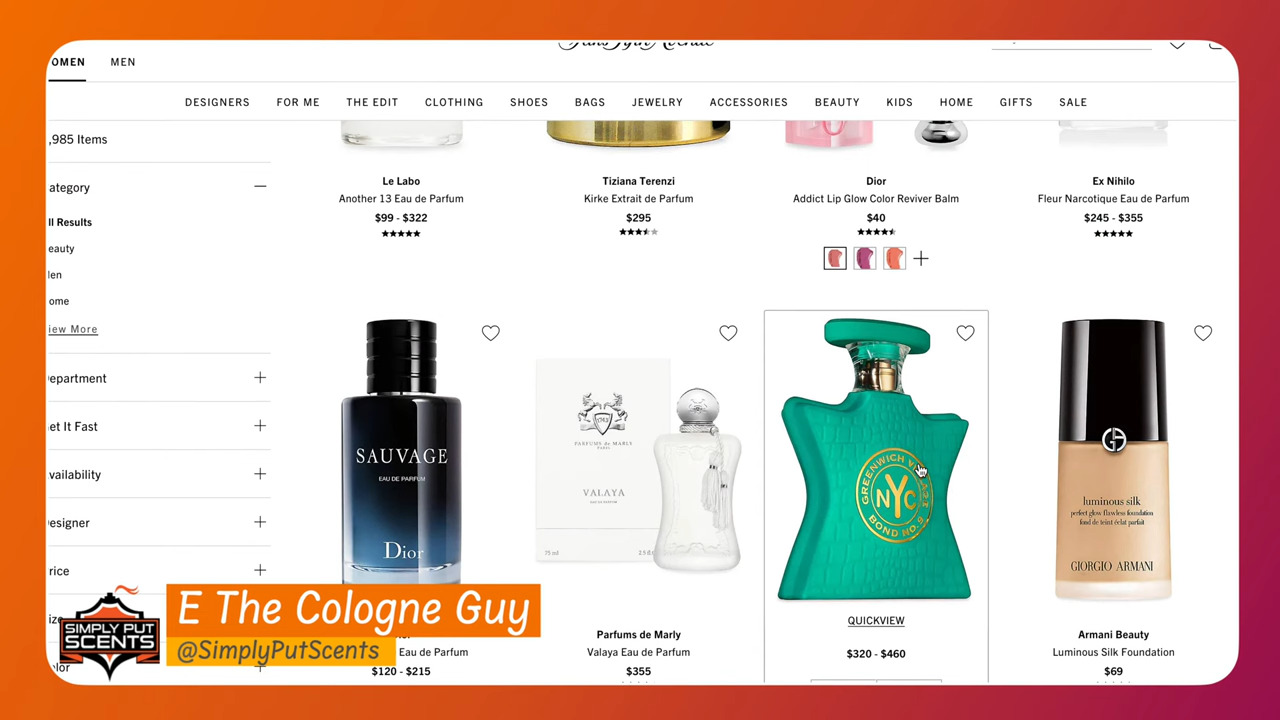 OMEN
MEN
DESIGNERS
FOR ME
THE EDIT
CLOTHING
SHOES
BAGS
JEWELRY
ACCESSORIES
BEAUTY
KIDS
HOME
GIFTS
SALE
,985 Items
ategory
ll Results
eauty
len
ome
iew More
epartment
et It Fast
vailability
esigner
rice
ize
olor
Le Labo
Another 13 Eau de Parfum
$99 - $322
Tiziana Terenzi
Kirke Extrait de Parfum
$295
Dior
Addict Lip Glow Color Reviver Balm
$40
Ex Nihilo
Fleur Narcotique Eau de Parfum
$245 - $355
SAUVAGE
EAU DE PARFUM
Dior
au de Parfum
$120 - $215
PARFUMS DE MARLY
PARIS
VALAYA
EAU DE PARFUM
75 ml
Parfums de Marly
Valaya Eau de Parfum
$355
GREENWICH VILLAGE
NYC
BOND NO. 9
QUICKVIEW
$320 - $460
luminous silk
perfect glow flawless foundation
fond de teint éclat parfait
GIORGIO ARMANI
Armani Beauty
Luminous Silk Foundation
$69
SIMPLY PUT
SCENTS
E The Cologne Guy
@SimplyPutScents